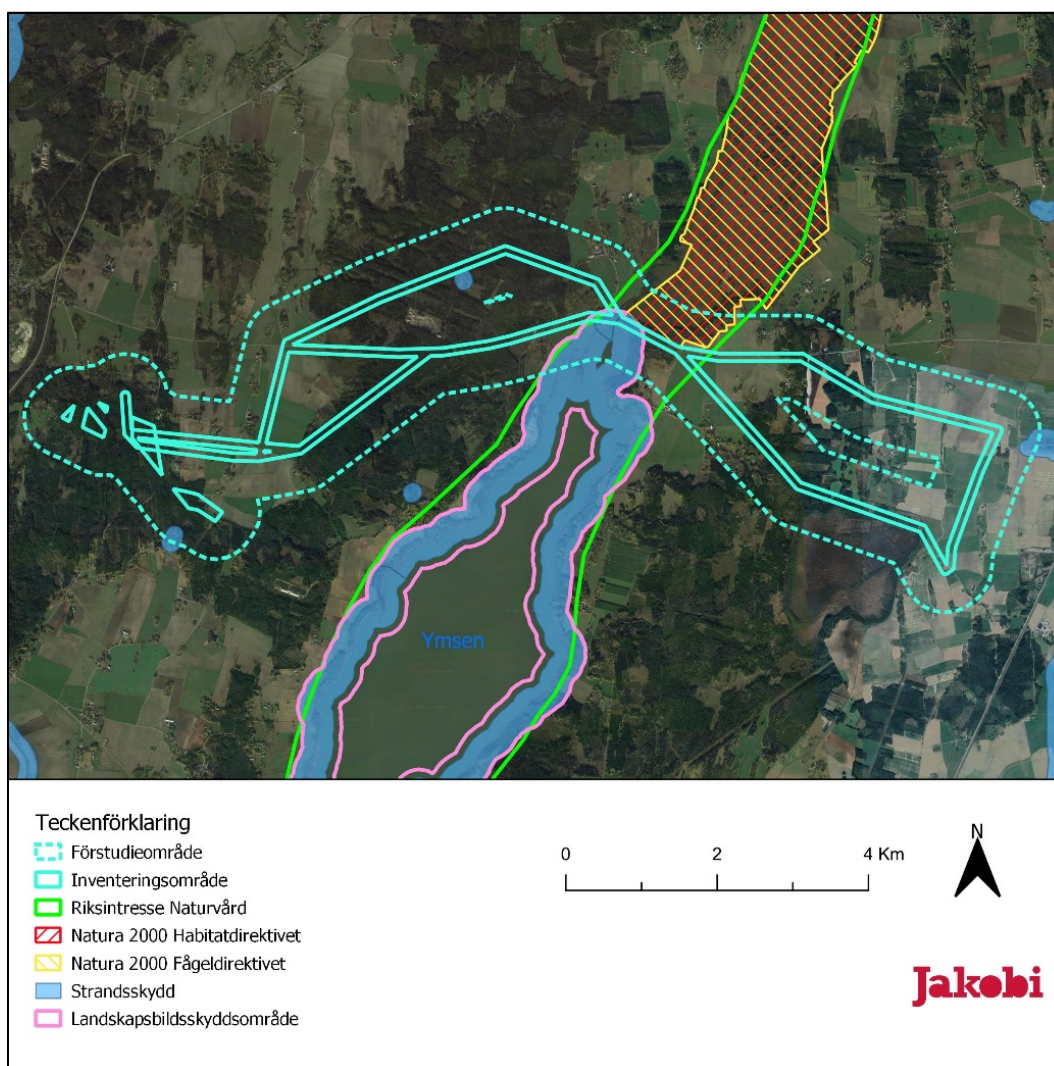 Ymsen
Teckenförklaring
Förstudieområde
Inventeringsområde
Riksintresse Naturvård
Natura 2000 Habitatdirektivet
Natura 2000 Fågeldirektivet
Strandsskydd
Landskapsbildsskyddsområde
0 2 4 Km
N
Jakobi